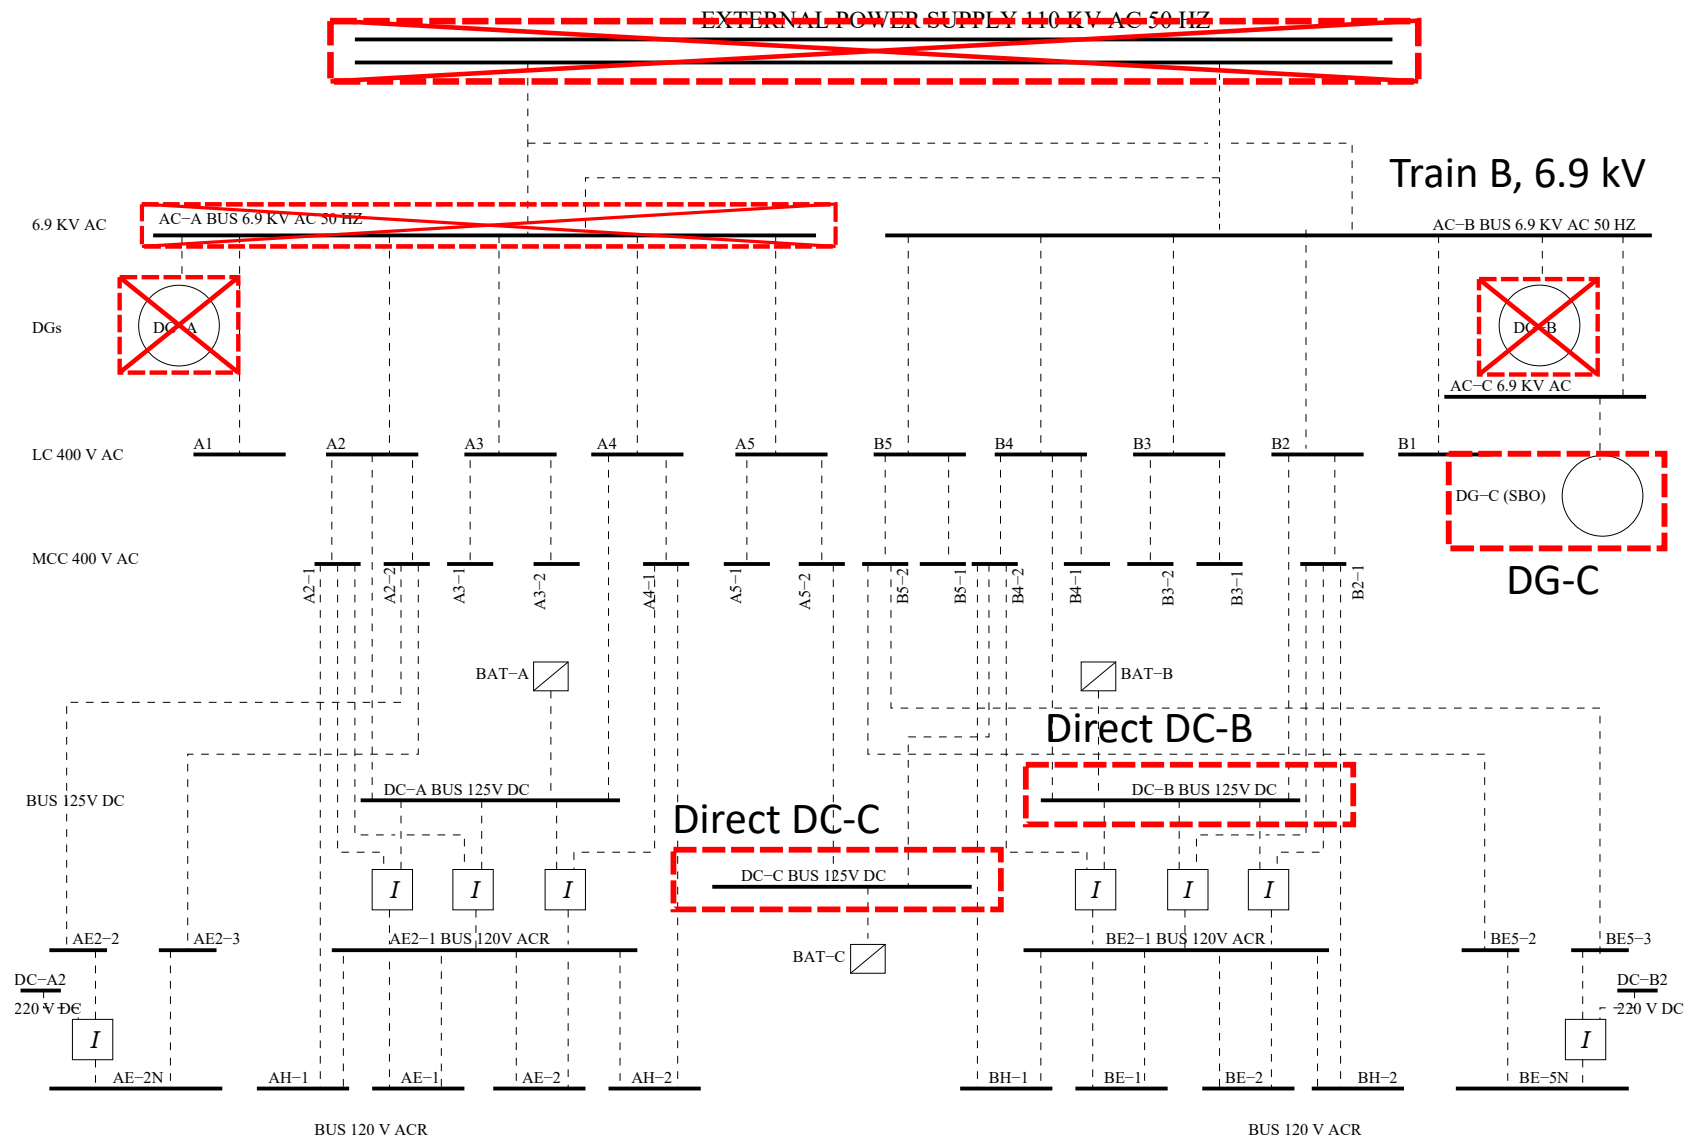 EXTERNAL POWER SUPPLY 110 KV AC 50 HZ
Train B, 6.9 kV
6.9 KV AC
AC−A BUS 6.9 KV AC 50 HZ
AC−B BUS 6.9 KV AC 50 HZ
DGs
DG−A
DG−B
AC−C 6.9 KV AC
LC 400 V AC
A1
A2
A3
A4
A5
B5
B4
B3
B2
B1
DG−C (SBO)
DG-C
MCC 400 V AC
A2−1
A2−2
A3−1
A3−2
A4−1
A5−1
A5−2
B5−2
B5−1
B4−2
B4−1
B3−2
B3−1
B2−1
BAT−A
BAT−B
Direct DC-B
BUS 125V DC
DC−A BUS 125V DC
DC−B BUS 125V DC
Direct DC-C
DC−C BUS 125V DC
I
I
I
I
I
I
AE2−2
AE2−3
AE2−1 BUS 120V ACR
BAT−C
BE2−1 BUS 120V ACR
BE5−2
BE5−3
DC−A2
220 V DC
DC−B2
220 V DC
I
I
AE−2N
AH−1
AE−1
AE−2
AH−2
BH−1
BE−1
BE−2
BH−2
BE−5N
BUS 120 V ACR
BUS 120 V ACR